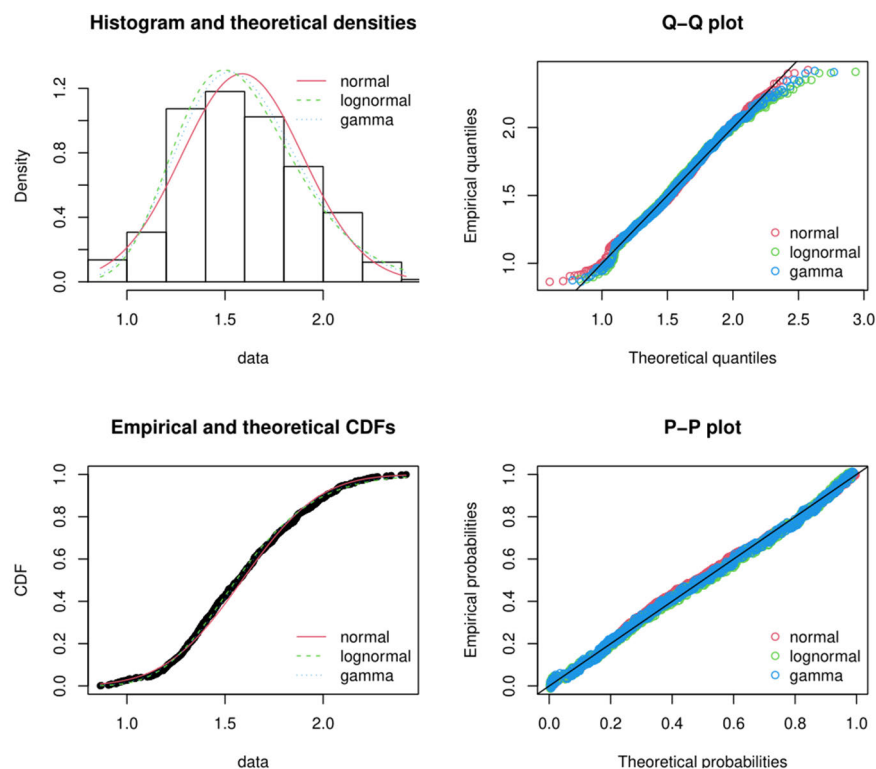 Histogram and theoretical densities
Density
0.0
0.4
0.8
1.2
normal
lognormal
gamma
1.0
1.5
2.0
data
Q−Q plot
Empirical quantiles
1.0
1.5
2.0
normal
lognormal
gamma
1.0
1.5
2.0
2.5
3.0
Theoretical quantiles
Empirical and theoretical CDFs
CDF
0.0
0.2
0.4
0.6
0.8
1.0
normal
lognormal
gamma
1.0
1.5
2.0
data
P−P plot
Empirical probabilities
0.0
0.2
0.4
0.6
0.8
1.0
normal
lognormal
gamma
0.0
0.2
0.4
0.6
0.8
1.0
Theoretical probabilities